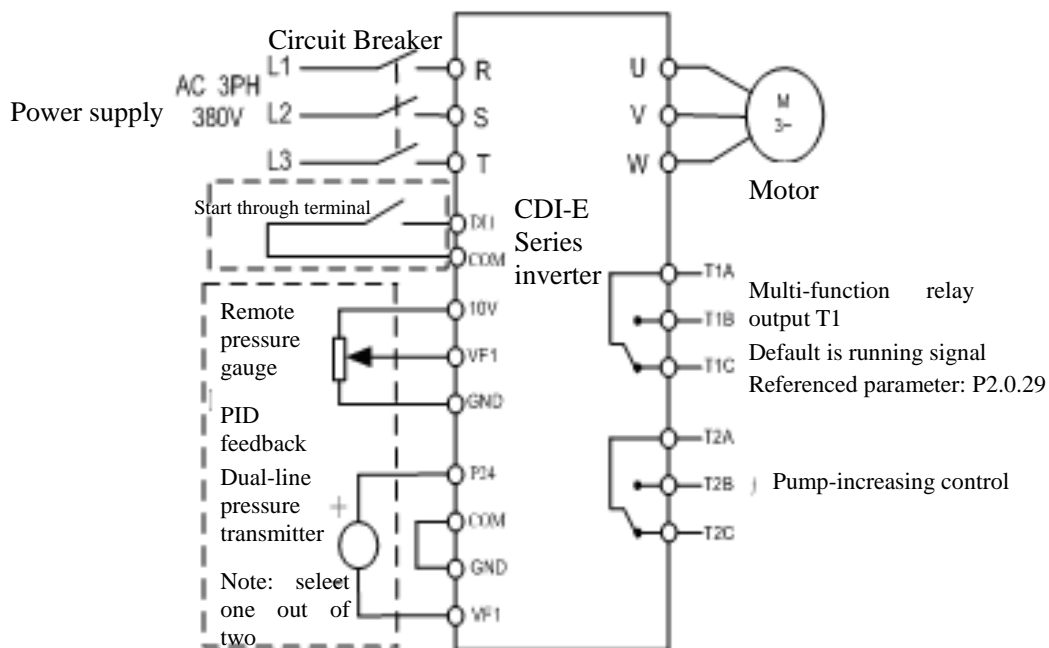 Circuit Breaker
L1
R
U
AC 3PH
380V
Power supply
L2
S
V
M
3~
L3
T
W
Motor
Start through terminal
DI1
COM
CDI-E
Series
inverter
T1A
T1B
T1C
Multi-function relay
output T1
Default is running signal
Referenced parameter: P2.0.29
Remote
pressure
gauge
10V
VF1
GND
PID
feedback
Dual-line
pressure
transmitter
+
-
P24
COM
GND
VF1
Note: select
one out of
two
T2A
T2B
T2C
Pump-increasing control